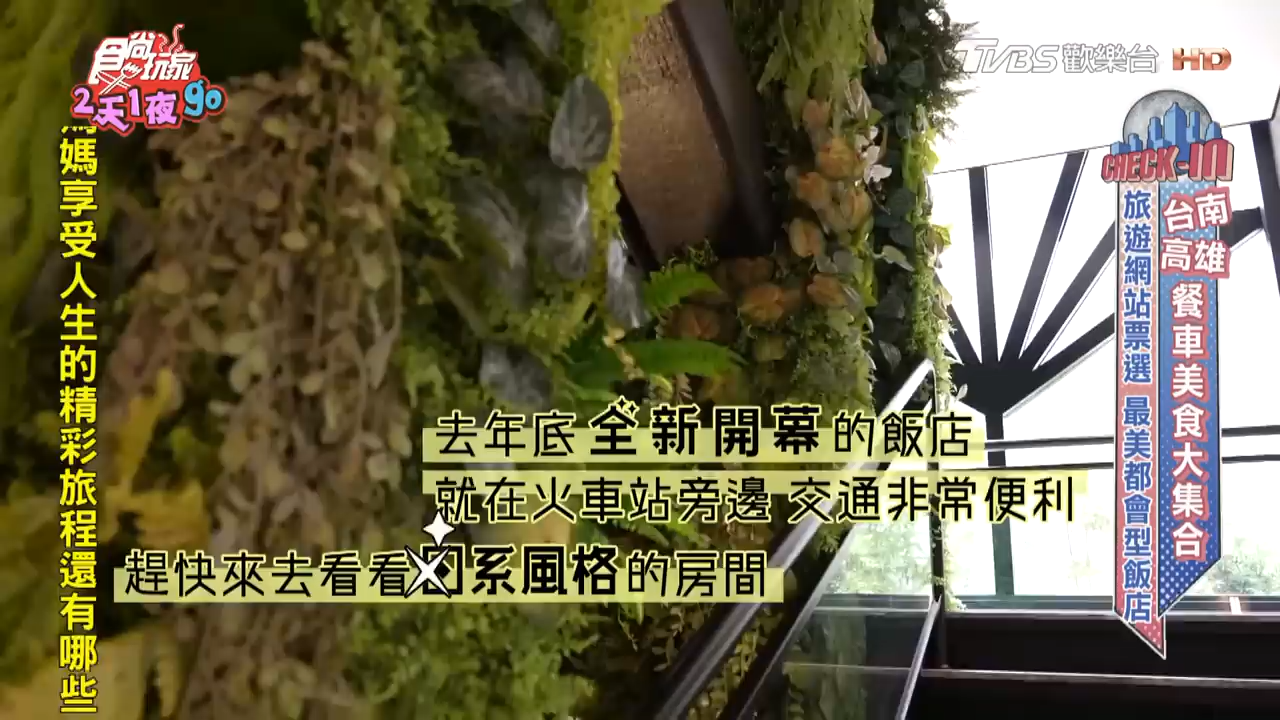 食尚玩家
2天1夜go
TVBS歡樂台 HD
CHECK-IN
台南
高雄
餐車美食大集合
旅遊網站票選 最美都會型飯店
媽享受人生的精彩旅程還有哪些
去年底全新開幕的飯店
就在火車站旁邊 交通非常便利
趕快來去看看系風格的房間